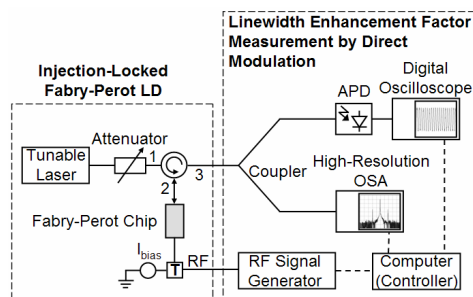 Linewidth Enhancement Factor
Measurement by Direct
Modulation
Injection-Locked
Fabry-Perot LD
Digital
Oscilloscope
APD
Attenuator
Tunable
Laser
1
2
3
Coupler
High-Resolution
OSA
Fabry-Perot Chip
Ibias
T
RF
RF Signal
Generator
Computer
(Controller)